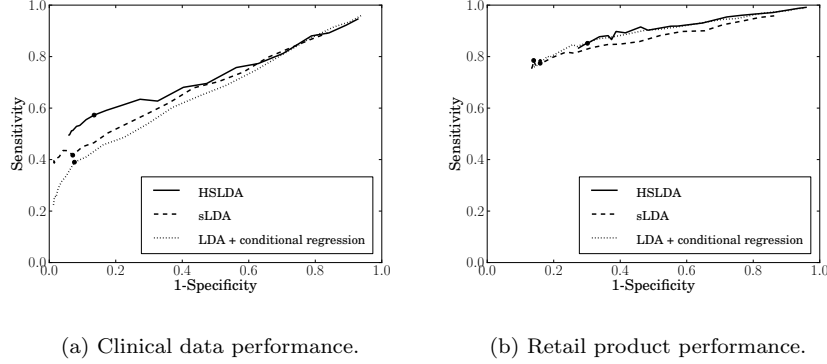 1.0
0.8
0.6
0.4
0.2
0.0
0.0 0.2 0.4 0.6 0.8 1.0
Sensitivity
1-Specificity
HSLDA
sLDA
LDA + conditional regression
(a) Clinical data performance.
1.0
0.8
0.6
0.4
0.2
0.0
0.0 0.2 0.4 0.6 0.8 1.0
Sensitivity
1-Specificity
HSLDA
sLDA
LDA + conditional regression
(b) Retail product performance.